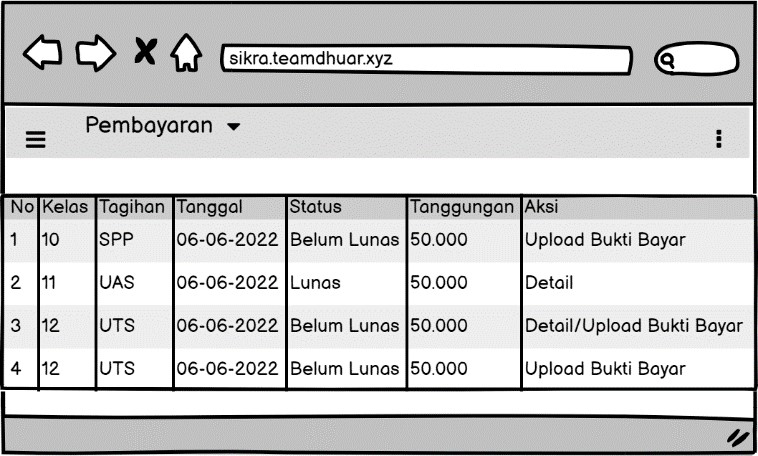 sikra.teamdhuar.xyz
Pembayaran
No Kelas Tagihan Tanggal Status Tanggungan Aksi
1 10 SPP 06-06-2022 Belum Lunas 50.000 Upload Bukti Bayar
2 11 UAS 06-06-2022 Lunas 50.000 Detail
3 12 UTS 06-06-2022 Belum Lunas 50.000 Detail/Upload Bukti Bayar
4 12 UTS 06-06-2022 Belum Lunas 50.000 Upload Bukti Bayar